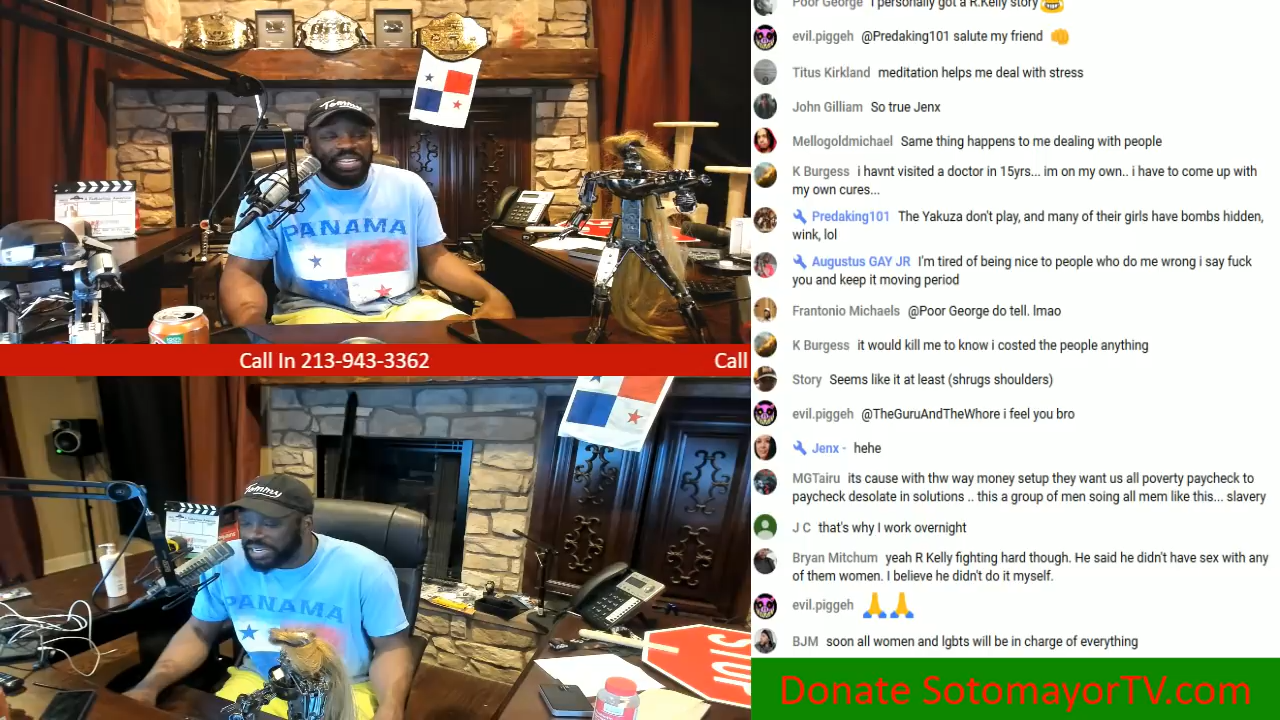 Tommy
PANAMA
Call In 213-943-3362
Call
Tommy
PANAMA
Poor George I personally got a R.Kelly story😂
evil.piggeh @Predaking101 salute my friend 👊
Titus Kirkland meditation helps me deal with stress
John Gilliam So true Jenx
Mellogoldmichael Same thing happens to me dealing with people
K Burgess i havnt visited a doctor in 15yrs... im on my own.. i have to come up with
my own cures...
Predaking101 The Yakuza don't play, and many of their girls have bombs hidden,
wink, lol
Augustus GAY JR I'm tired of being nice to people who do me wrong i say fuck
you and keep it moving period
Frantonio Michaels @Poor George do tell. lmao
K Burgess it would kill me to know i costed the people anything
Story Seems like it at least (shrugs shoulders)
evil.piggeh @TheGuruAndTheWhore i feel you bro
Jenx - hehe
MGTairu its cause with thw way money setup they want us all poverty paycheck to
paycheck desolate in solutions .. this a group of men soing all mem like this... slavery
J C that's why I work overnight
Bryan Mitchum yeah R Kelly fighting hard though. He said he didn't have sex with any
of them women. I believe he didn't do it myself.
evil.piggeh 🙏🙏
BJM soon all women and lgbts will be in charge of everything
Donate SotomayorTV.com